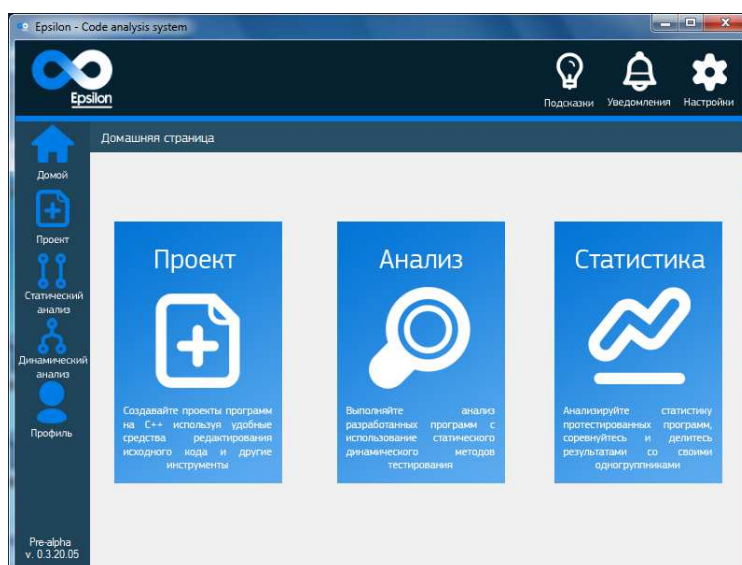 Epsilon - Code analysis system
Epsilon
Подсказки
Уведомления
Настройки
Домашняя страница
Домой
Проект
Статический
анализ
Динамический
анализ
Профиль
Pre-alpha
v. 0.3.20.05
Проект
Создавайте проекты программ
на С++ используя удобные
средства редактирования
исходного кода и другие
инструменты
Анализ
Выполняйте анализ
разработанных программ с
использование статического
динамического методов
тестирования
Статистика
Анализируйте статистику
протестированных программ,
соревнуйтесь и делитесь
результатами со своими
одногруппниками